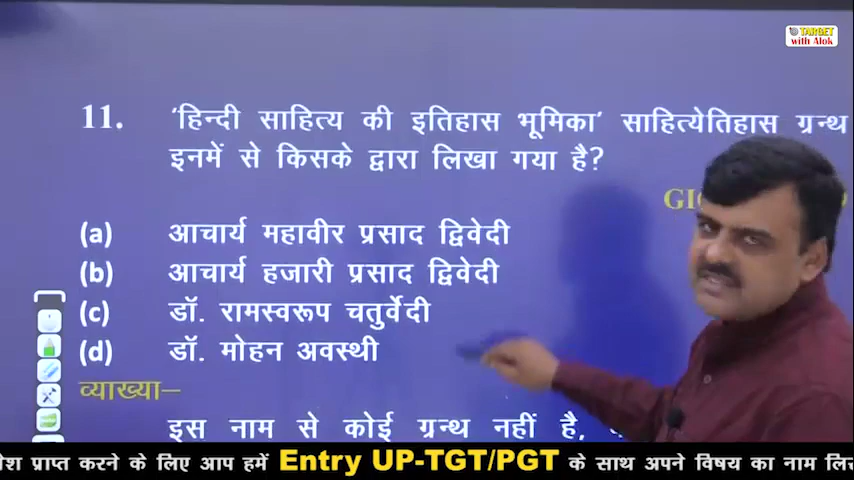 TARGET
with Alok
11. 'हिन्दी साहित्य की इतिहास भूमिका' साहित्येतिहास ग्रन्थ
इनमें से किसके द्वारा लिखा गया है?
(a) आचार्य महावीर प्रसाद द्विवेदी
(b) आचार्य हजारी प्रसाद द्विवेदी
(c) डॉ. रामस्वरूप चतुर्वेदी
(d) डॉ. मोहन अवस्थी
व्याख्या–
इस नाम से कोई ग्रन्थ नहीं है,
प्राप्त करने के लिए आप हमें Entry UP-TGT/PGT के साथ अपने विषय का नाम